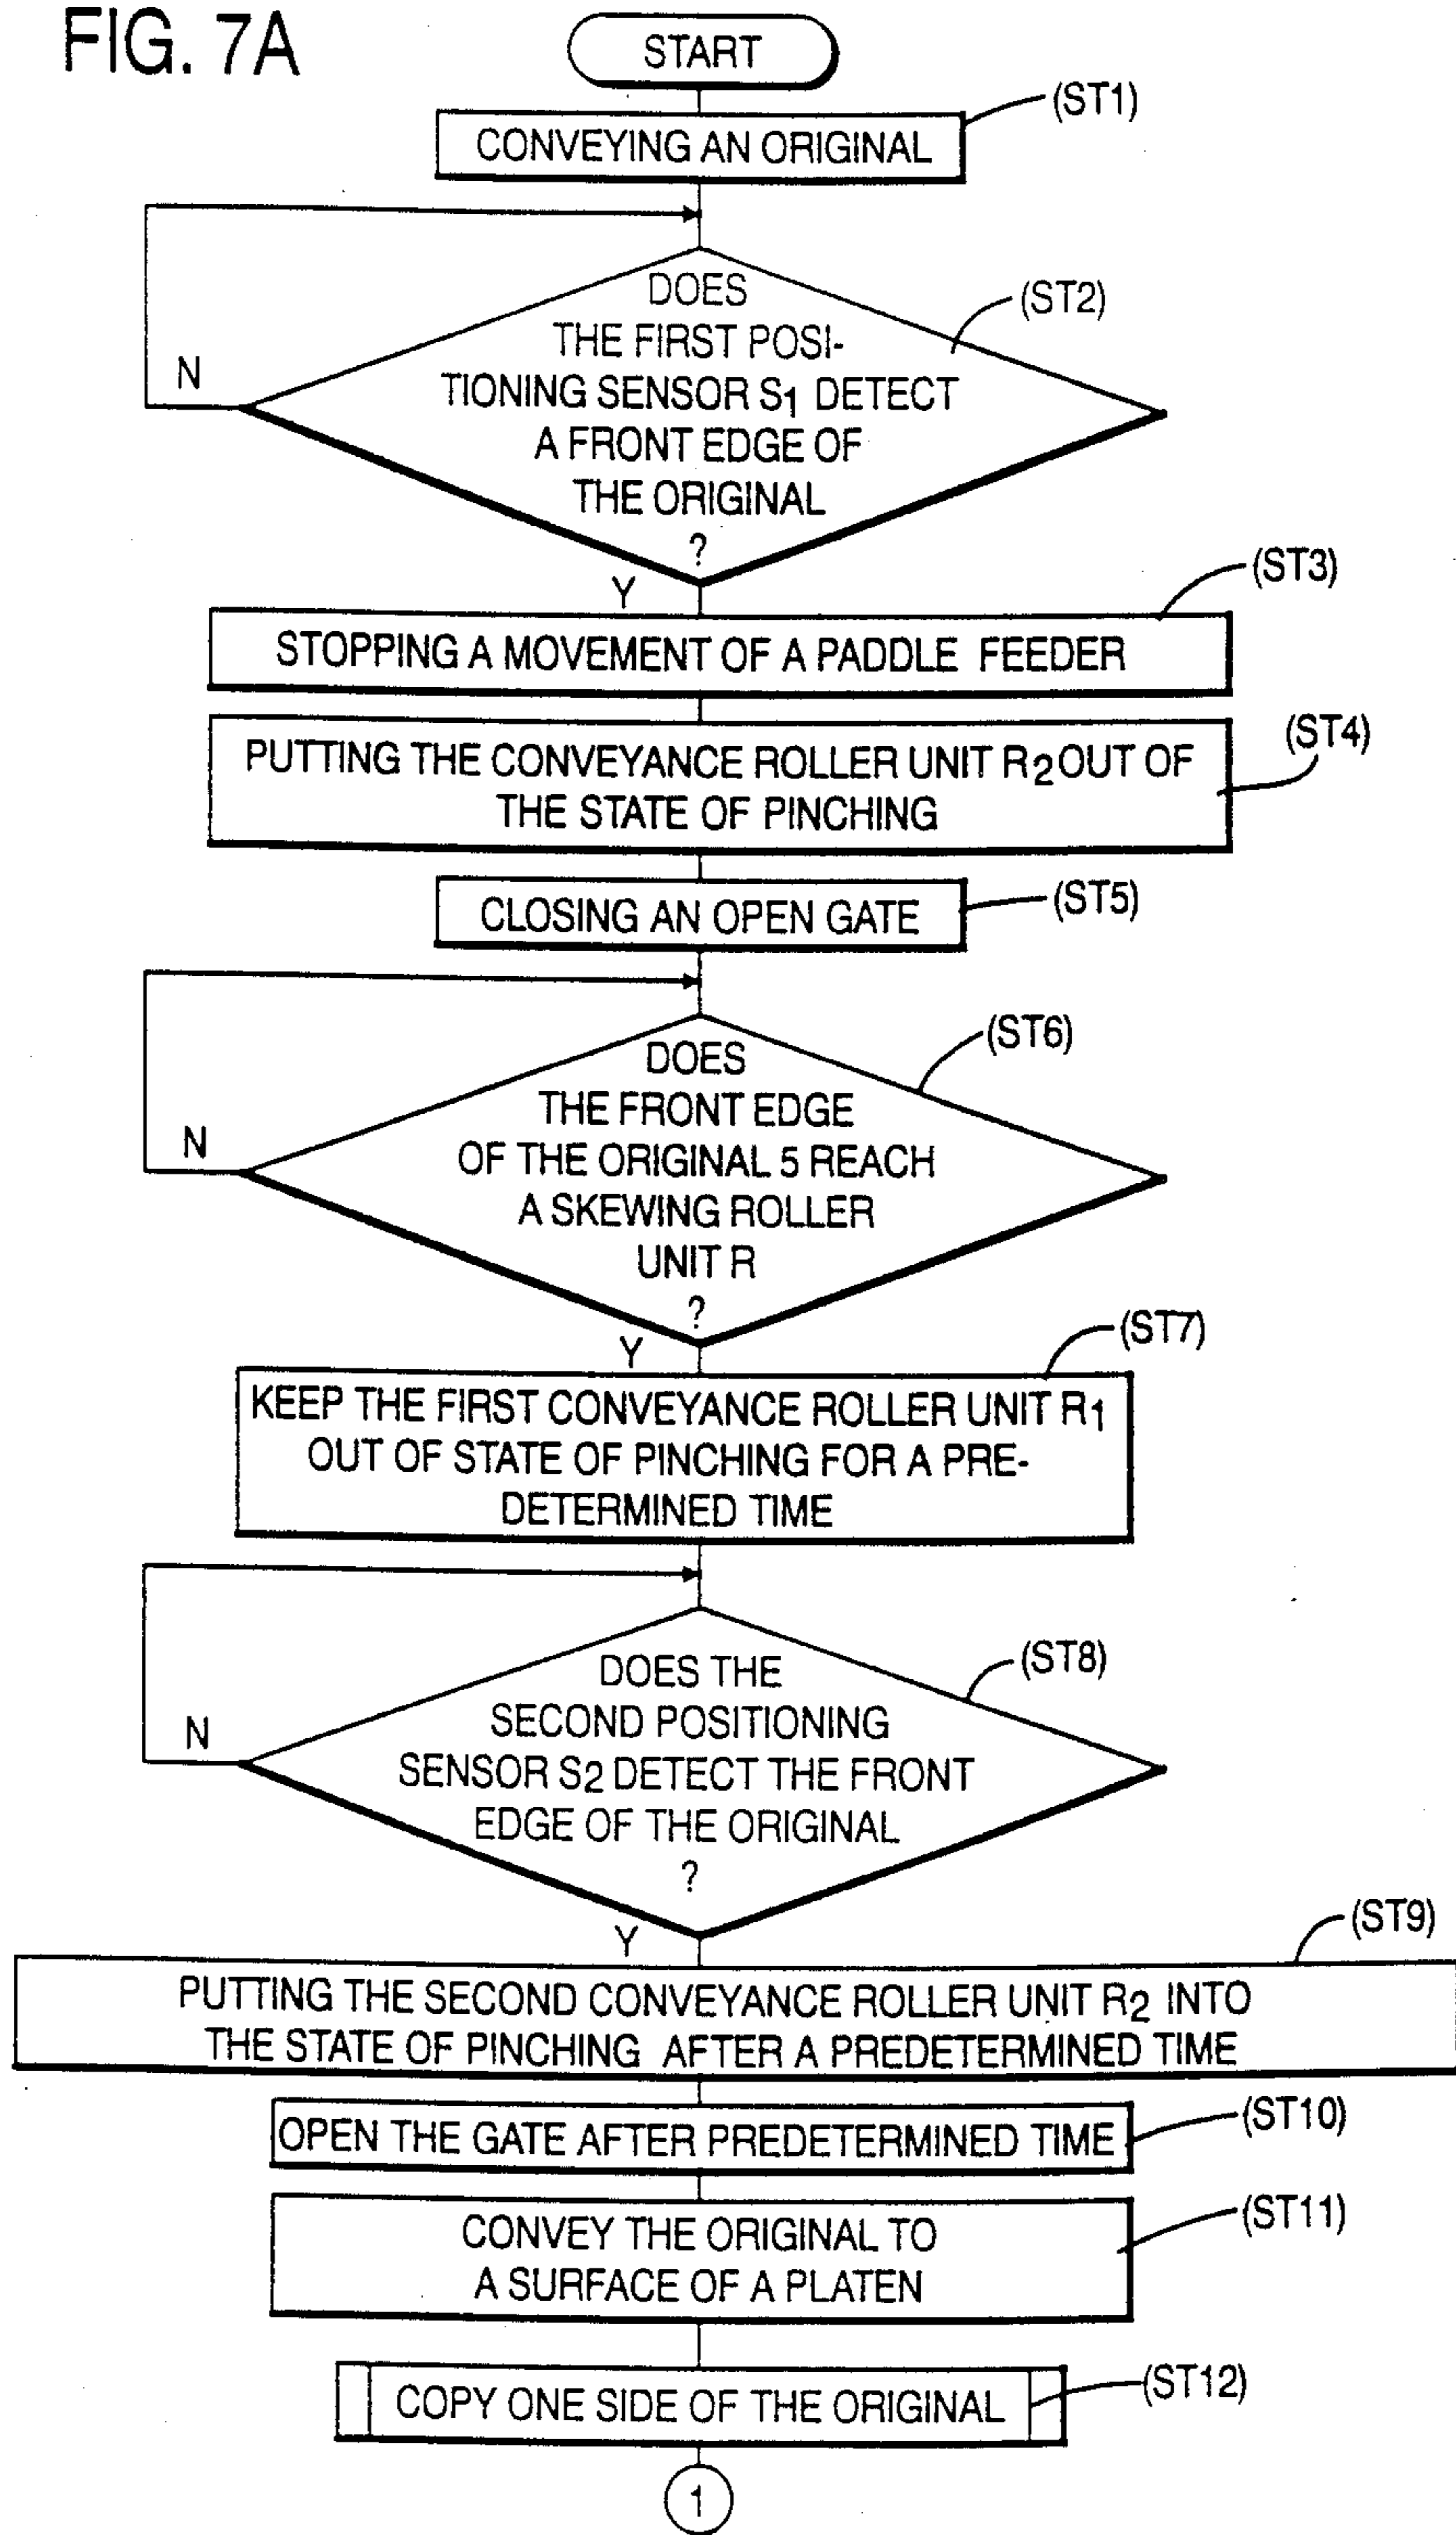 FIG. 7A
START
(ST1)
CONVEYING AN ORIGINAL
DOES
THE FIRST POSI-
TIONING SENSOR S1 DETECT
A FRONT EDGE OF
THE ORIGINAL
?
(ST2)
N
Y
(ST3)
STOPPING A MOVEMENT OF A PADDLE FEEDER
(ST4)
PUTTING THE CONVEYANCE ROLLER UNIT R2 OUT OF
THE STATE OF PINCHING
(ST5)
CLOSING AN OPEN GATE
(ST6)
DOES
THE FRONT EDGE
OF THE ORIGINAL 5 REACH
A SKEWING ROLLER
UNIT R
?
N
Y
(ST7)
KEEP THE FIRST CONVEYANCE ROLLER UNIT R1
OUT OF STATE OF PINCHING FOR A PRE-
DETERMINED TIME
(ST8)
DOES THE
SECOND POSITIONING
SENSOR S2 DETECT THE FRONT
EDGE OF THE ORIGINAL
?
N
Y
(ST9)
PUTTING THE SECOND CONVEYANCE ROLLER UNIT R2 INTO
THE STATE OF PINCHING AFTER A PREDETERMINED TIME
(ST10)
OPEN THE GATE AFTER PREDETERMINED TIME
(ST11)
CONVEY THE ORIGINAL TO
A SURFACE OF A PLATEN
(ST12)
COPY ONE SIDE OF THE ORIGINAL
1